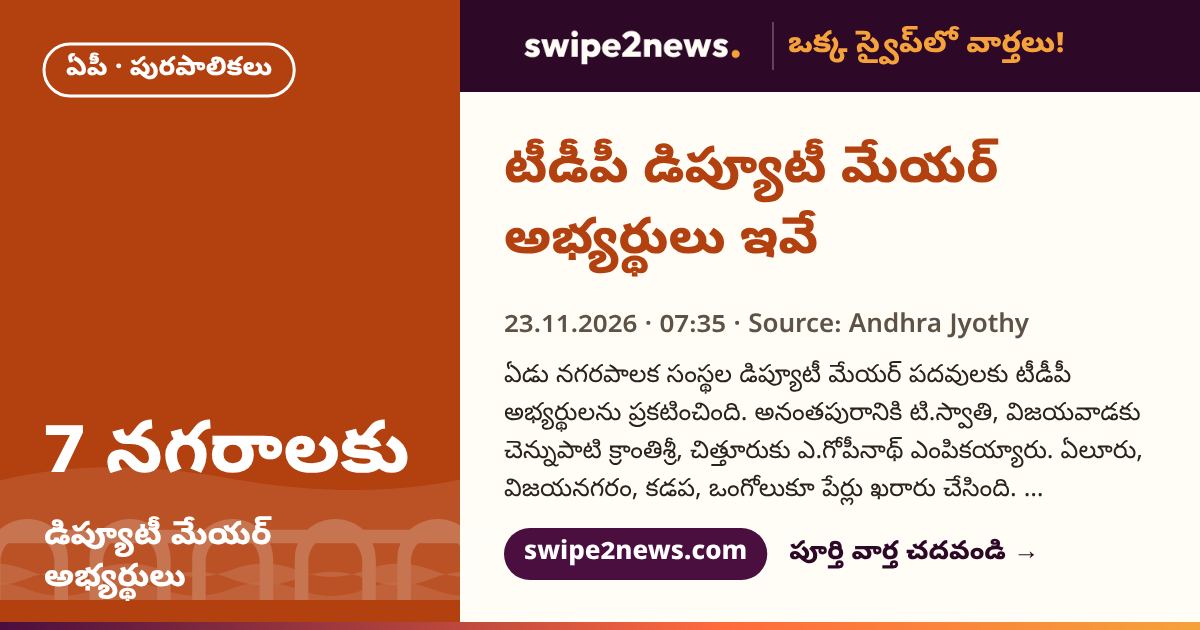 ఏపీ · పురపాలికలు
7 నగరాలకు
డిప్యూటీ మేయర్
అభ్యర్థులు
swipe2news.
ఒక్క స్వైప్‌లో వార్తలు!
టీడీపీ డిప్యూటీ మేయర్
అభ్యర్థులు ఇవే
23.11.2026 · 07:35 · Source: Andhra Jyothy
ఏడు నగరపాలక సంస్థల డిప్యూటీ మేయర్ పదవులకు టీడీపీ
అభ్యర్థులను ప్రకటించింది. అనంతపురానికి టి.స్వాతి, విజయవాడకు
చెన్నుపాటి క్రాంతిశ్రీ, చిత్తూరుకు ఎ.గోపీనాథ్ ఎంపికయ్యారు. ఏలూరు,
విజయనగరం, కడప, ఒంగోలుకూ పేర్లు ఖరారు చేసింది. ...
swipe2news.com
పూర్తి వార్త చదవండి →